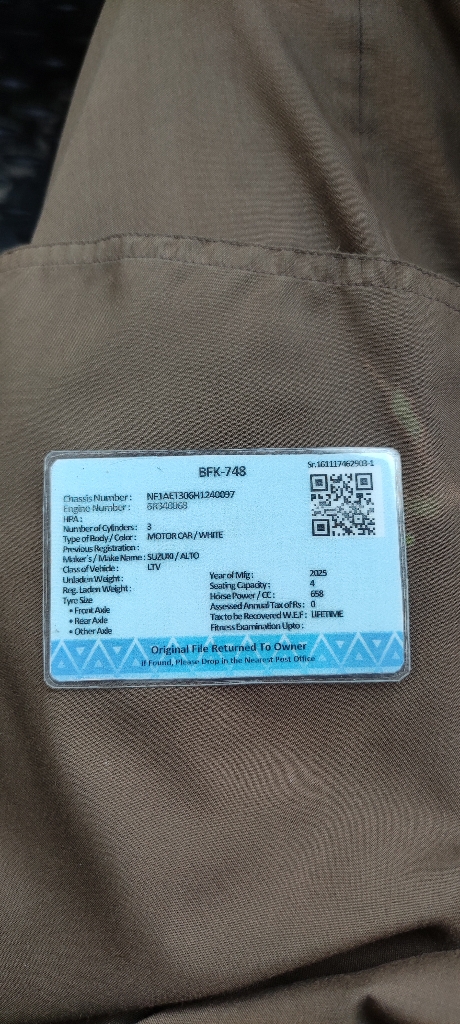 BFK-748
Sr.161117462903-1
Chassis Number : NF1AET306H1240097
Engine Number : 6R340068
HPA :
Number of Cylinders : 3
Type of Body / Color : MOTOR CAR / WHITE
Previous Registration :
Maker's / Make Name : SUZUKI / ALTO
Class of Vehicle : LTV
Unladen Weight :
Reg. Laden Weight :
Tyre Size
• Front Axle
• Rear Axle
• Other Axle
Year of Mfg : 2025
Seating Capacity : 4
Horse Power / CC : 658
Assessed Annual Tax of Rs : 0
Tax to be Recovered W.E.F : LIFETIME
Fitness Examination Upto :
Original File Returned To Owner
If Found, Please Drop in the Nearest Post Office